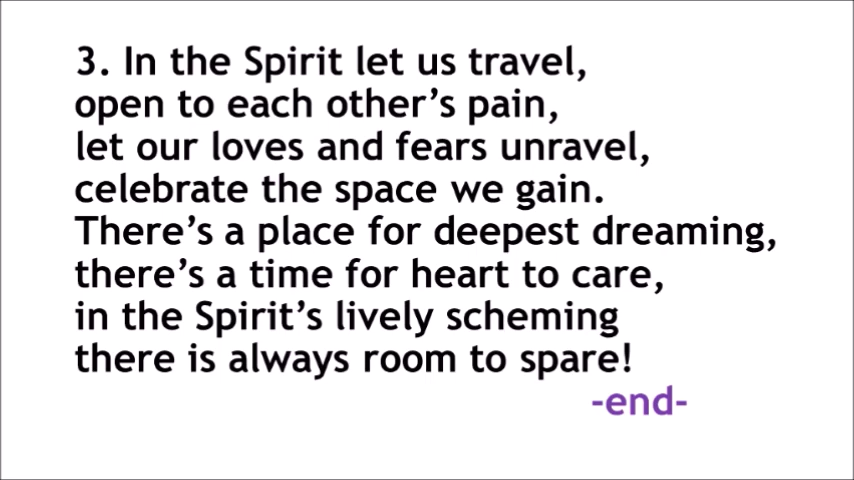 3. In the Spirit let us travel,
open to each other’s pain,
let our loves and fears unravel,
celebrate the space we gain.
There’s a place for deepest dreaming,
there’s a time for heart to care,
in the Spirit’s lively scheming
there is always room to spare!
-end-